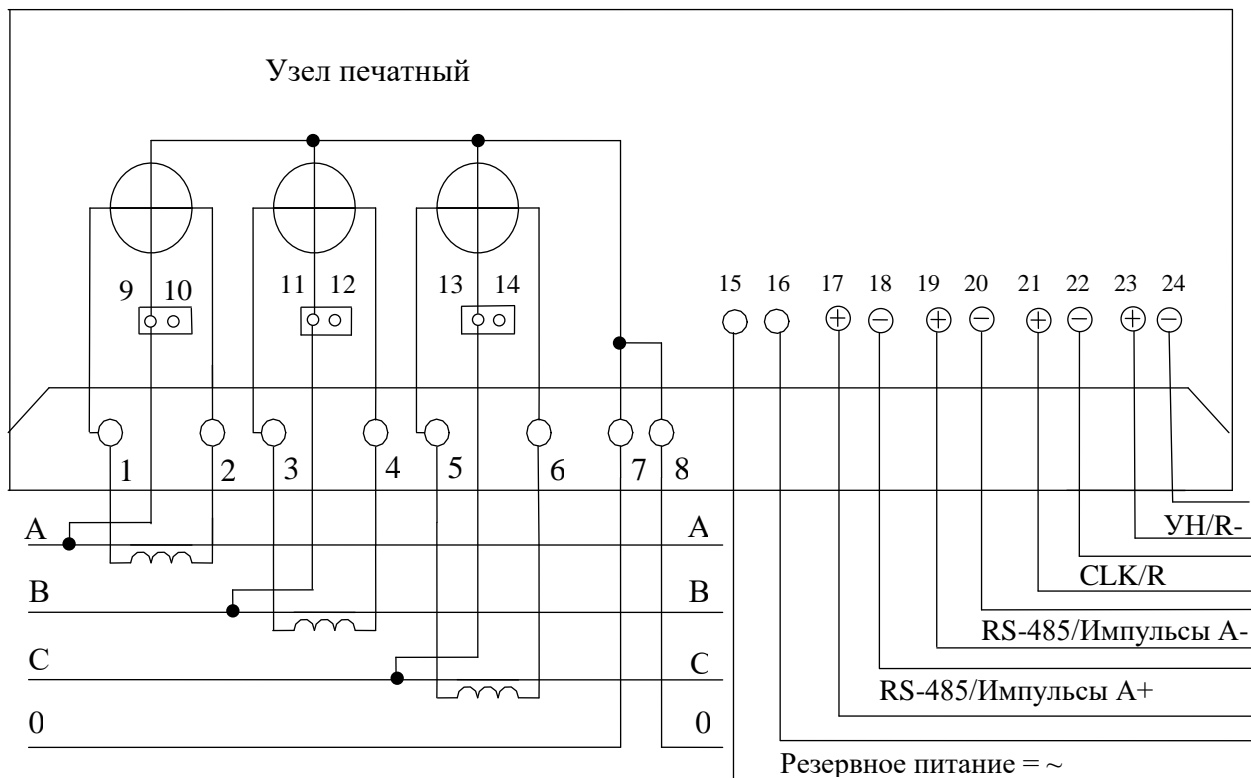 Узел печатный
9 10 11 12 13 14 15 16 17 18 19 20 21 22 23 24
1 2 3 4 5 6 7 8
УН/R-
A A
CLK/R
B B
RS-485/Импульсы A-
C C
RS-485/Импульсы A+
0 0
Резервное питание = ~